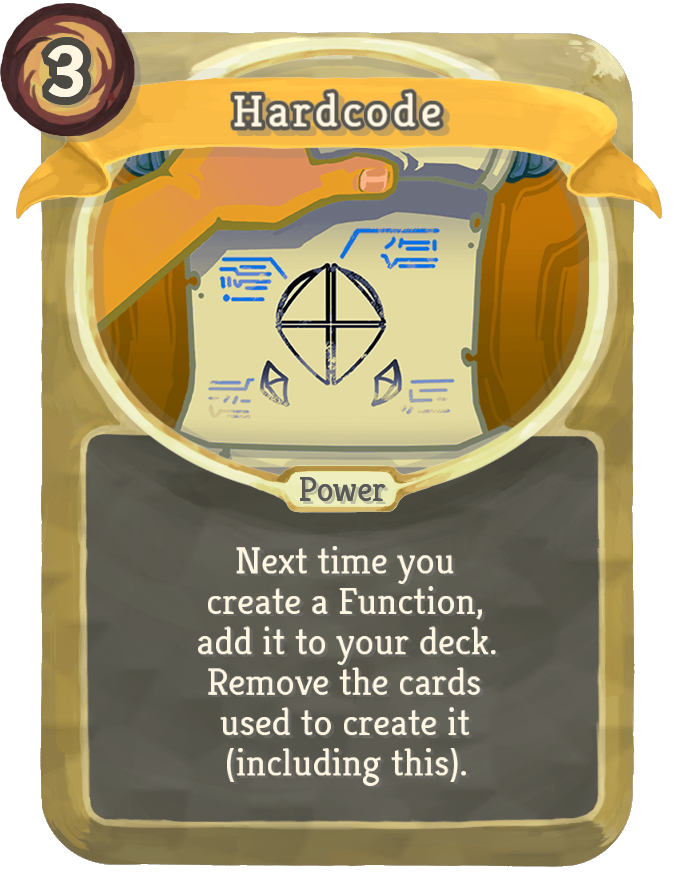 3
Hardcode
Power
Next time you
create a Function,
add it to your deck.
Remove the cards
used to create it
(including this).